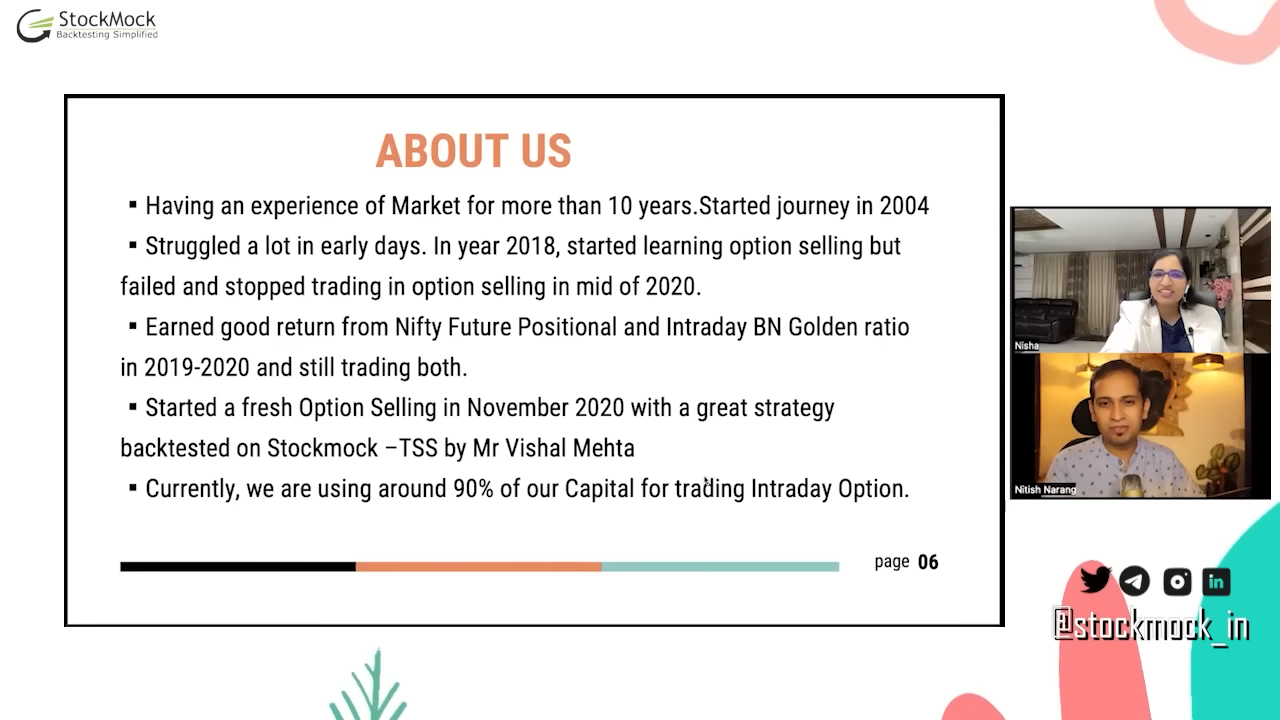 StockMock
Backtesting Simplified
ABOUT US
▪ Having an experience of Market for more than 10 years.Started journey in 2004
▪ Struggled a lot in early days. In year 2018, started learning option selling but
failed and stopped trading in option selling in mid of 2020.
▪ Earned good return from Nifty Future Positional and Intraday BN Golden ratio
in 2019-2020 and still trading both.
▪ Started a fresh Option Selling in November 2020 with a great strategy
backtested on Stockmock –TSS by Mr Vishal Mehta
▪ Currently, we are using around 90% of our Capital for trading Intraday Option.
page 06
Nisha
Nitish Narang
in
@stockmock_in